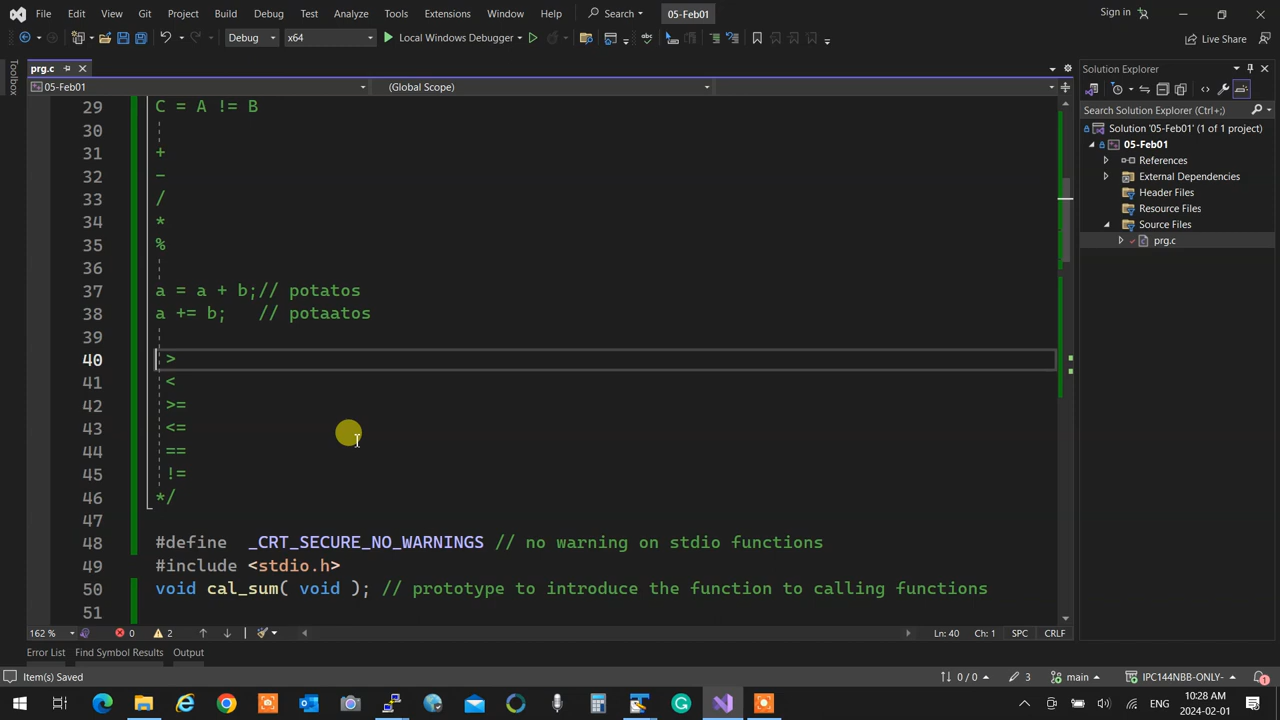 File Edit View Git Project Build Debug Test Analyze Tools Extensions Window Help Search 05-Feb01 Sign in
Debug x64 Local Windows Debugger Live Share
Toolbox
prg.c
05-Feb01 (Global Scope)
29 C = A != B
30
31 +
32 -
33 /
34 *
35 %
36
37 a = a + b;// potatos
38 a += b; // potaatos
39
40 >
41 <
42 >=
43 <=
44 ==
45 !=
46 */
47
48 #define _CRT_SECURE_NO_WARNINGS // no warning on stdio functions
49 #include <stdio.h>
50 void cal_sum( void ); // prototype to introduce the function to calling functions
51
162 % 0 2 Ln: 40 Ch: 1 SPC CRLF
Solution Explorer
Search Solution Explorer (Ctrl+;)
Solution '05-Feb01' (1 of 1 project)
05-Feb01
References
External Dependencies
Header Files
Resource Files
Source Files
prg.c
Error List Find Symbol Results Output
Item(s) Saved 0 / 0 3 main IPC144NBB-ONLY- 1
ENG 10:28 AM
2024-02-01